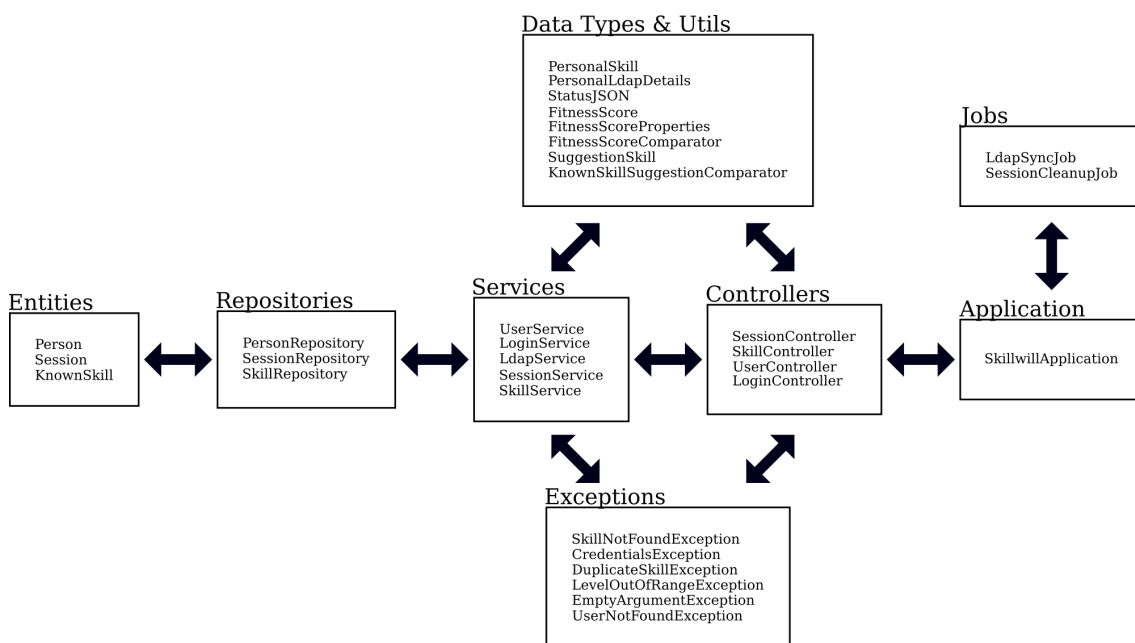 Data Types & Utils
PersonalSkill
PersonalLdapDetails
StatusJSON
FitnessScore
FitnessScoreProperties
FitnessScoreComparator
SuggestionSkill
KnownSkillSuggestionComparator
Jobs
LdapSyncJob
SessionCleanupJob
Entities
Person
Session
KnownSkill
Repositories
PersonRepository
SessionRepository
SkillRepository
Services
UserService
LoginService
LdapService
SessionService
SkillService
Controllers
SessionController
SkillController
UserController
LoginController
Application
SkillwillApplication
Exceptions
SkillNotFoundException
CredentialsException
DuplicateSkillException
LevelOutOfRangeException
EmptyArgumentException
UserNotFoundException